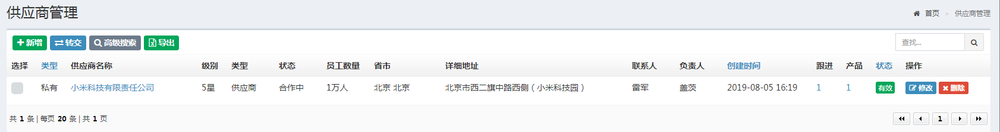 供应商管理
首页 > 供应商管理
新增 转交 高级搜索 导出 查找...
选择 类型 供应商名称 级别 类型 状态 员工数量 省市 详细地址 联系人 负责人 创建时间 跟进 产品 状态 操作
私有 小米科技有限责任公司 5星 供应商 合作中 1万人 北京 北京 北京市西二旗中路西侧（小米科技园） 雷军 盖茨 2019-08-05 16:19 1 1 有效 修改 删除
共 1 条 | 每页 20 条 | 共 1 页 1